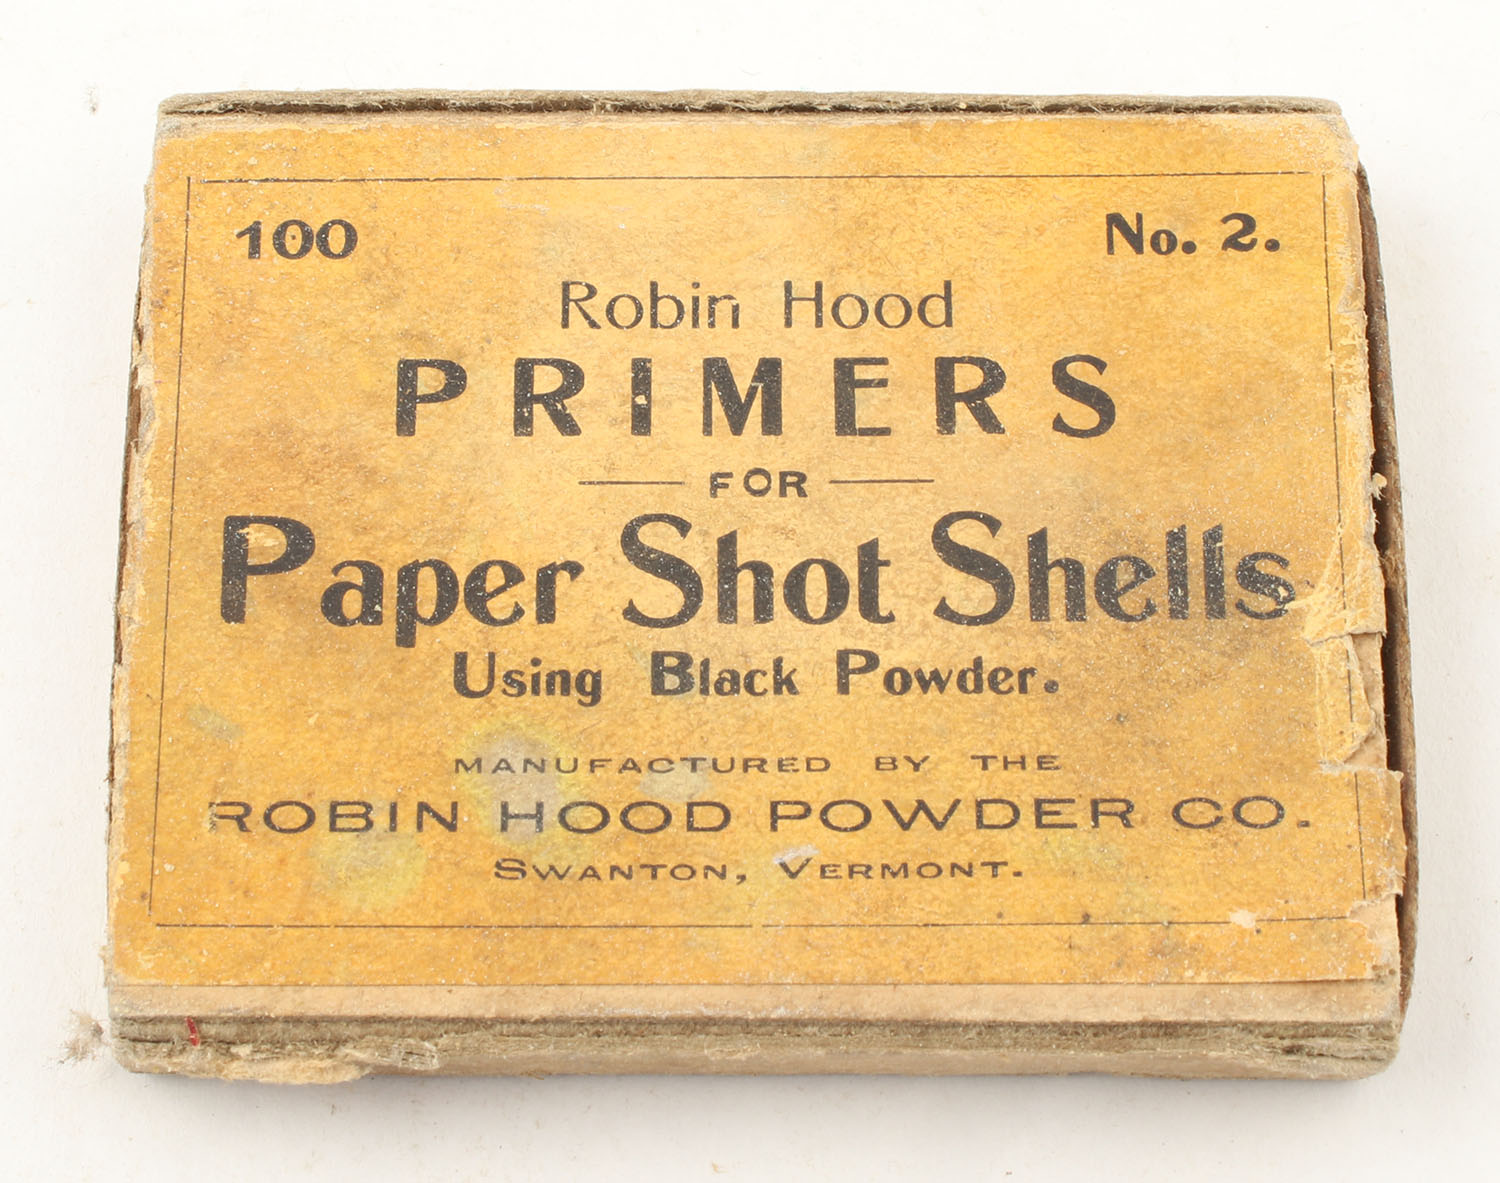 100 No. 2.
Robin Hood
PRIMERS
FOR
Paper Shot Shells
Using Black Powder.
MANUFACTURED BY THE
ROBIN HOOD POWDER CO.
SWANTON, VERMONT.